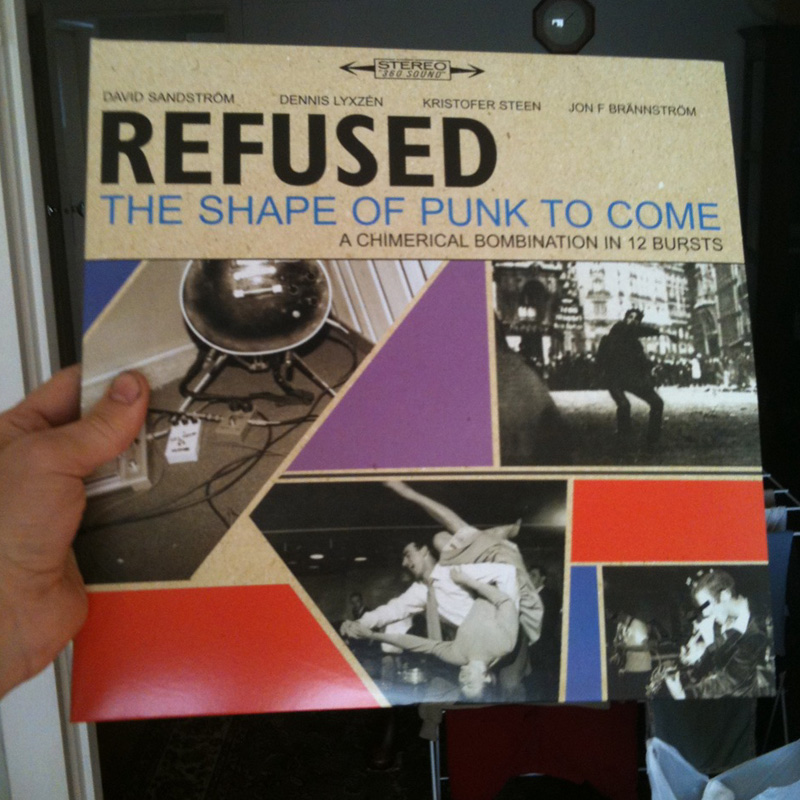 STEREO
"360 SOUND"
DAVID SANDSTRÖM DENNIS LYXZÉN KRISTOFER STEEN JON F BRÄNNSTRÖM
REFUSED
THE SHAPE OF PUNK TO COME
A CHIMERICAL BOMBINATION IN 12 BURSTS